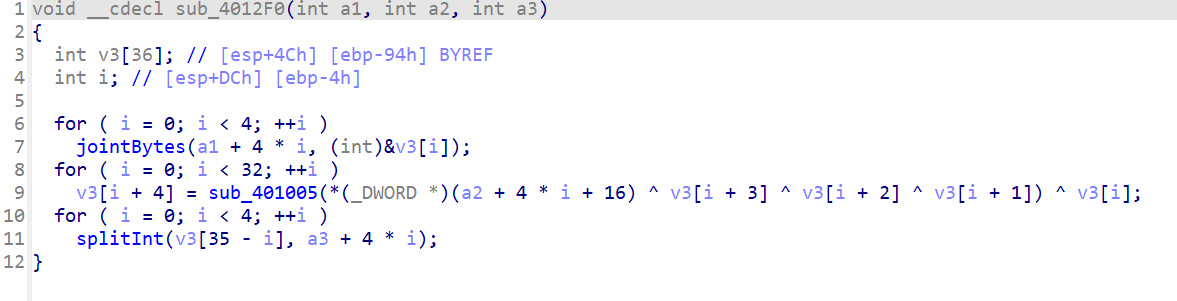 1 void __cdecl sub_4012F0(int a1, int a2, int a3)
2 {
3   int v3[36]; // [esp+4Ch] [ebp-94h] BYREF
4   int i; // [esp+DCh] [ebp-4h]
5
6   for ( i = 0; i < 4; ++i )
7     jointBytes(a1 + 4 * i, (int)&v3[i]);
8   for ( i = 0; i < 32; ++i )
9     v3[i + 4] = sub_401005(*(_DWORD *)(a2 + 4 * i + 16) ^ v3[i + 3] ^ v3[i + 2] ^ v3[i + 1]) ^ v3[i];
10   for ( i = 0; i < 4; ++i )
11     splitInt(v3[35 - i], a3 + 4 * i);
12 }